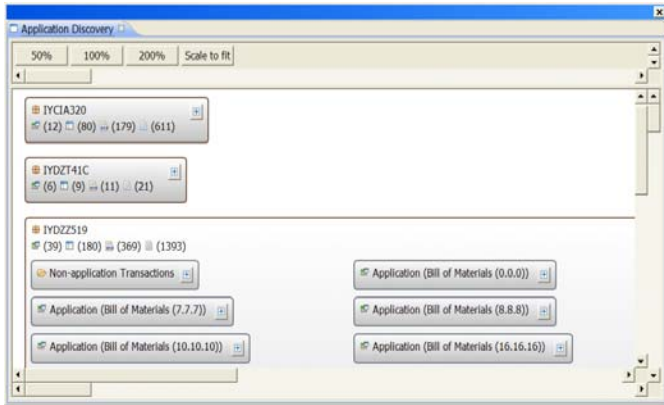 Application Discovery
50% 100% 200% Scale to fit
IYCIA320
(12) (80) (179) (611)
IYDZT41C
(6) (9) (11) (21)
IYDZZ519
(39) (180) (369) (1393)
Non-application Transactions Application (Bill of Materials (0.0.0))
Application (Bill of Materials (7.7.7)) Application (Bill of Materials (8.8.8))
Application (Bill of Materials (10.10.10)) Application (Bill of Materials (16.16.16))